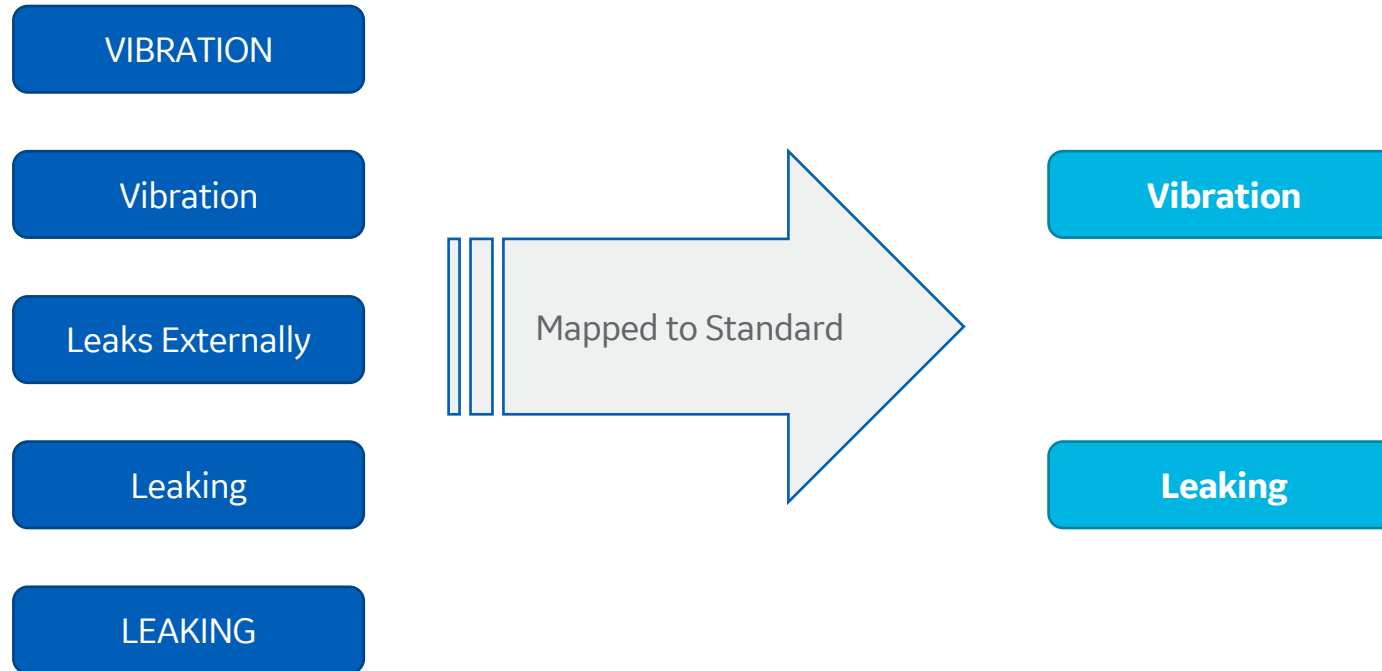 VIBRATION
Vibration
Leaks Externally
Leaking
LEAKING
Mapped to Standard
Vibration
Leaking